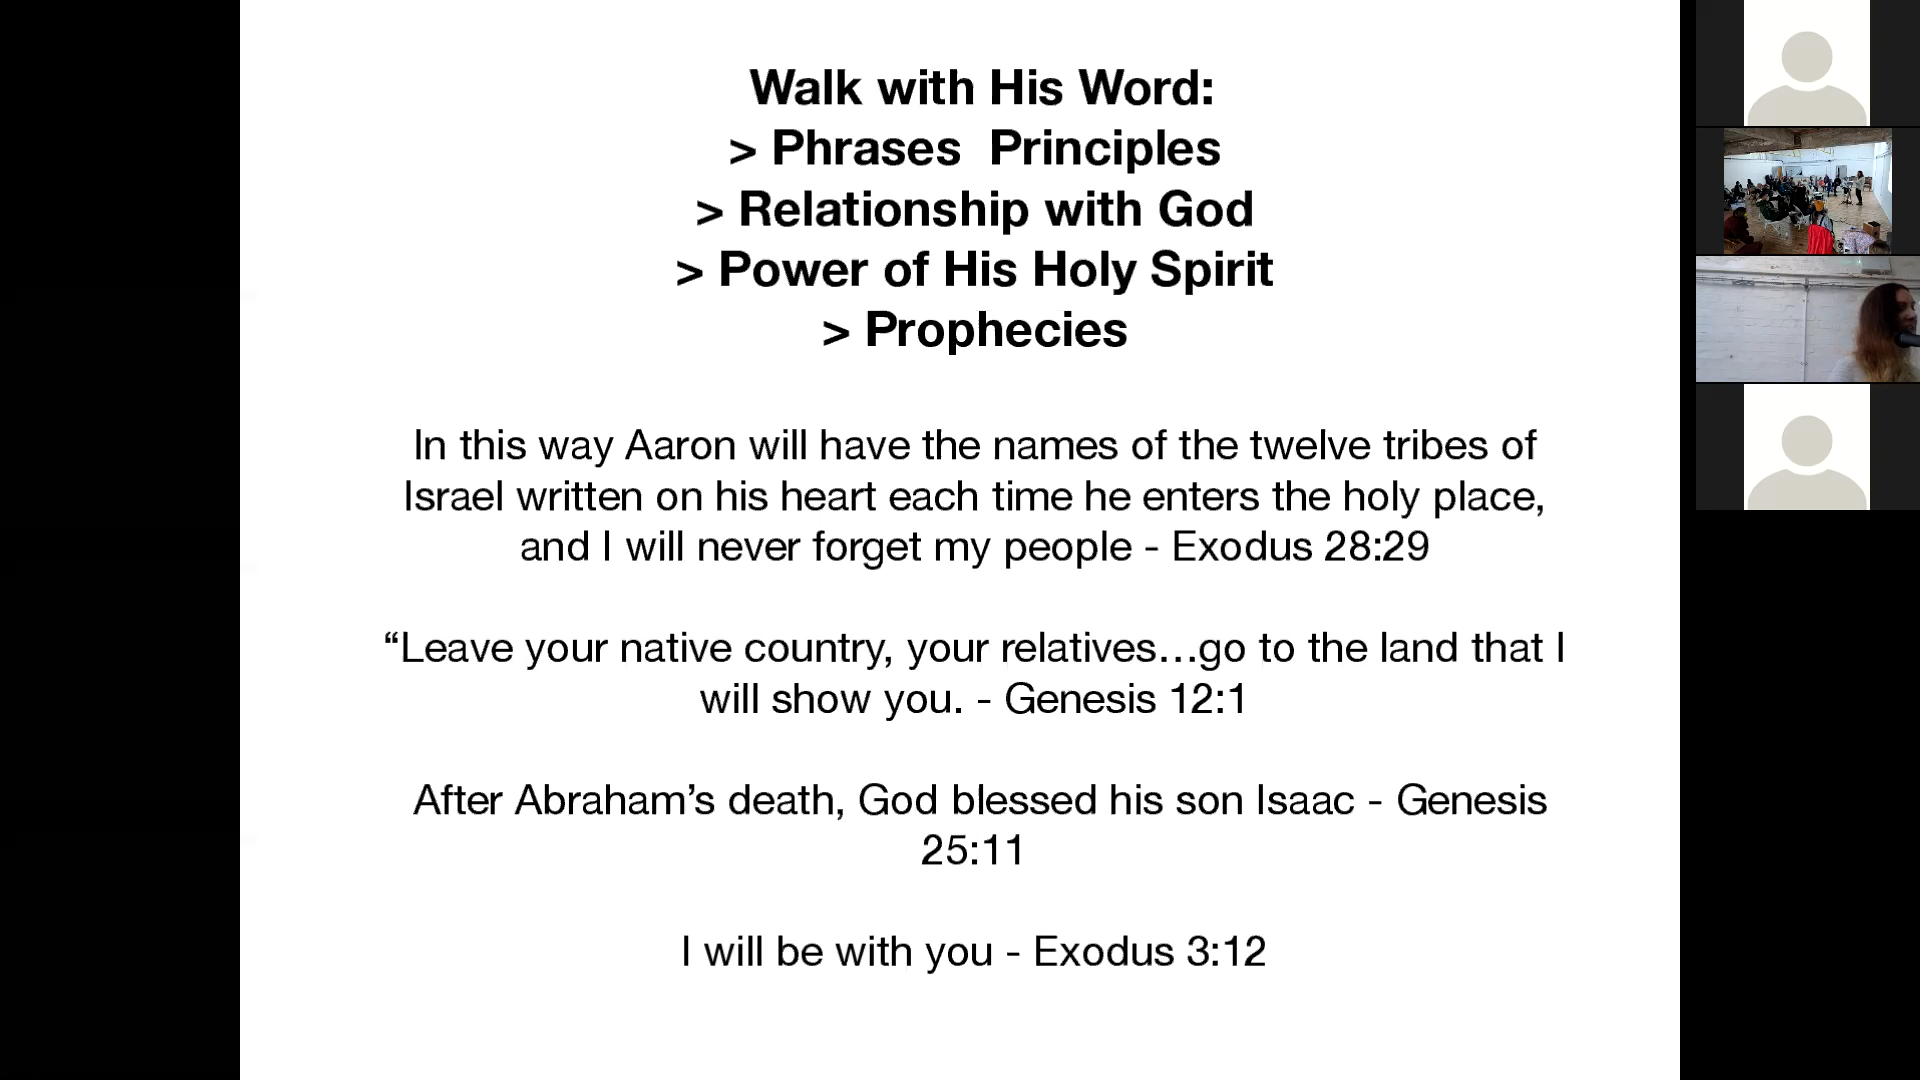 Walk with His Word:
> Phrases  Principles
> Relationship with God
> Power of His Holy Spirit
> Prophecies
In this way Aaron will have the names of the twelve tribes of
Israel written on his heart each time he enters the holy place,
and I will never forget my people - Exodus 28:29
“Leave your native country, your relatives…go to the land that I
will show you. - Genesis 12:1
After Abraham’s death, God blessed his son Isaac - Genesis
25:11
I will be with you - Exodus 3:12